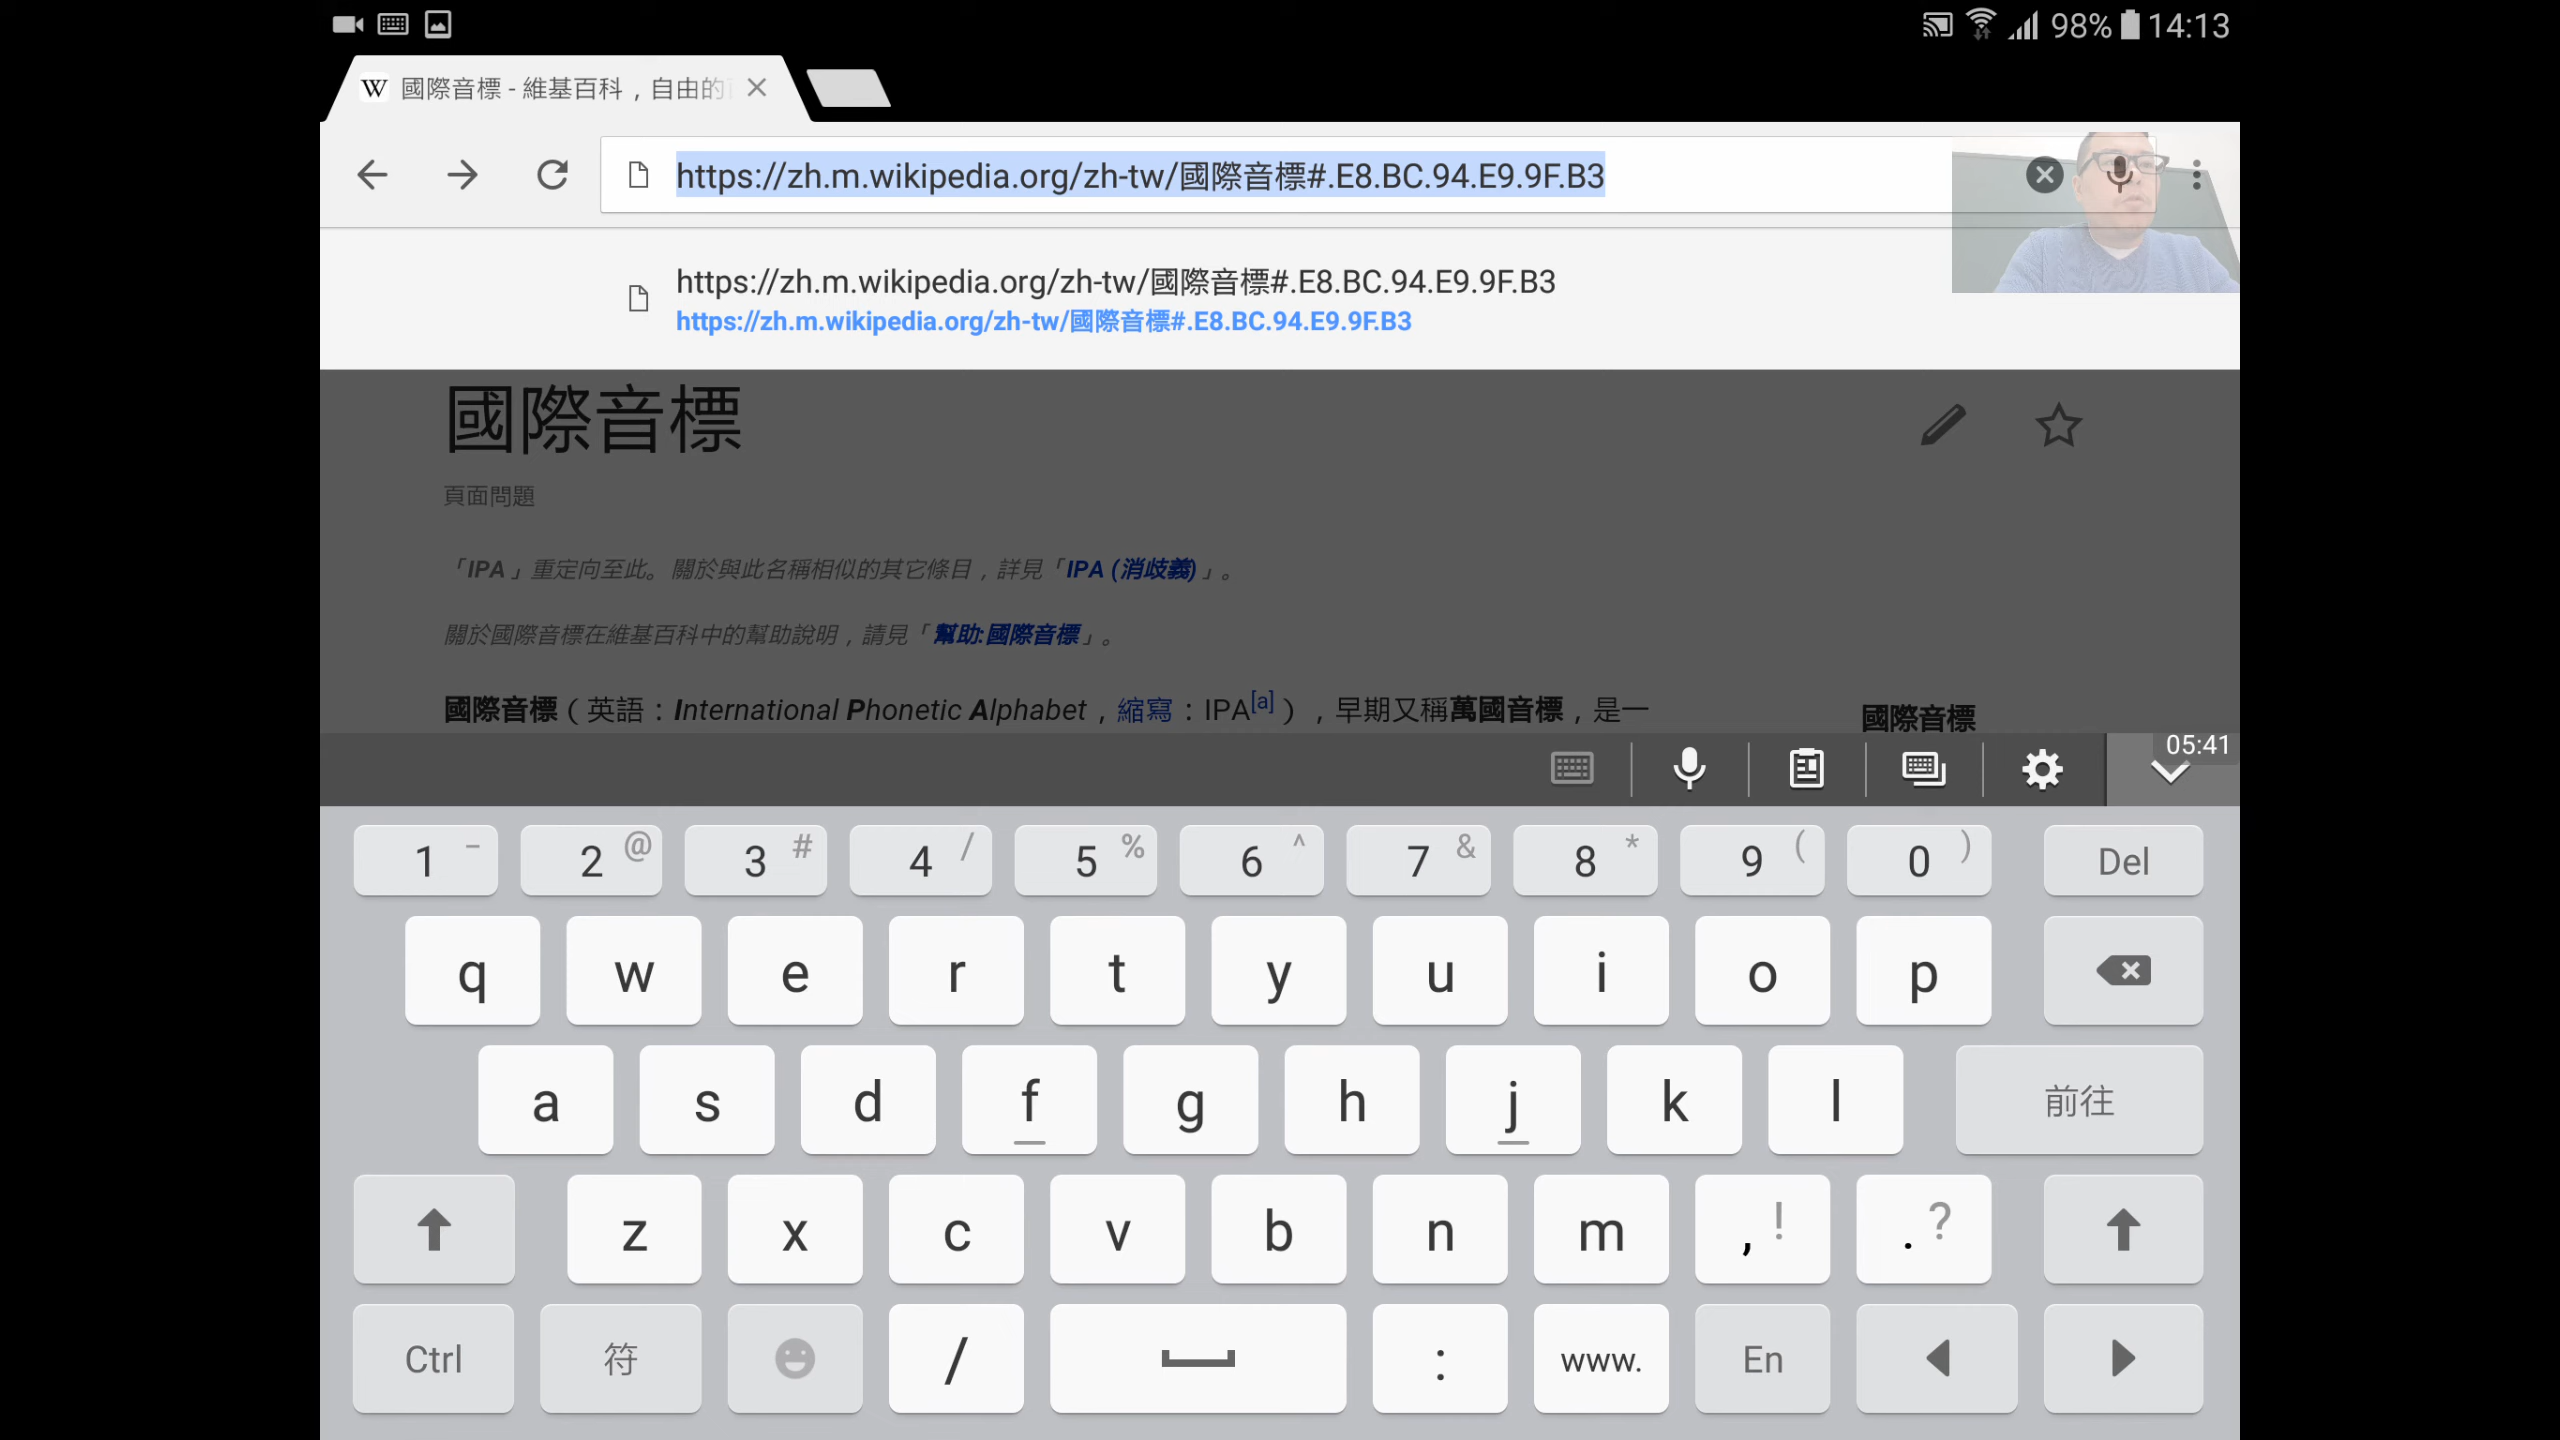 98% 14:13
國際音標 - 維基百科，自由的
https://zh.m.wikipedia.org/zh-tw/國際音標#.E8.BC.94.E9.9F.B3
https://zh.m.wikipedia.org/zh-tw/國際音標#.E8.BC.94.E9.9F.B3
https://zh.m.wikipedia.org/zh-tw/國際音標#.E8.BC.94.E9.9F.B3
國際音標
頁面問題
「IPA」重定向至此。關於與此名稱相似的其它條目，詳見「IPA (消歧義)」。
關於國際音標在維基百科中的幫助說明，請見「幫助:國際音標」。
國際音標（英語：International Phonetic Alphabet，縮寫：IPA[a]），早期又稱萬國音標，是一
國際音標
05:41
1 - 2 @ 3 # 4 / 5 % 6 ^ 7 & 8 * 9 ( 0 ) Del
q w e r t y u i o p
a s d f g h j k l 前往
z x c v b n m , ! . ?
Ctrl 符 / : www. En